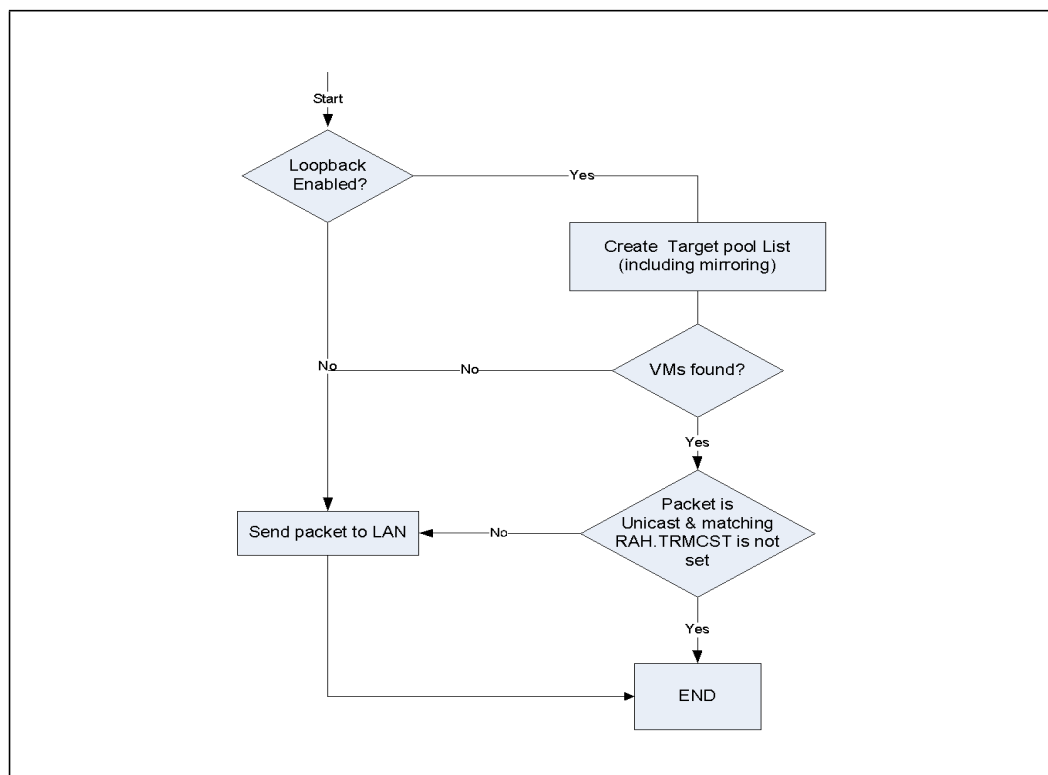 Start
Loopback
Enabled?
Yes
Create Target pool List
(including mirroring)
VMs found?
No
No
Yes
Packet is
Unicast & matching
RAH.TRMCST is not
set
No
Send packet to LAN
Yes
END